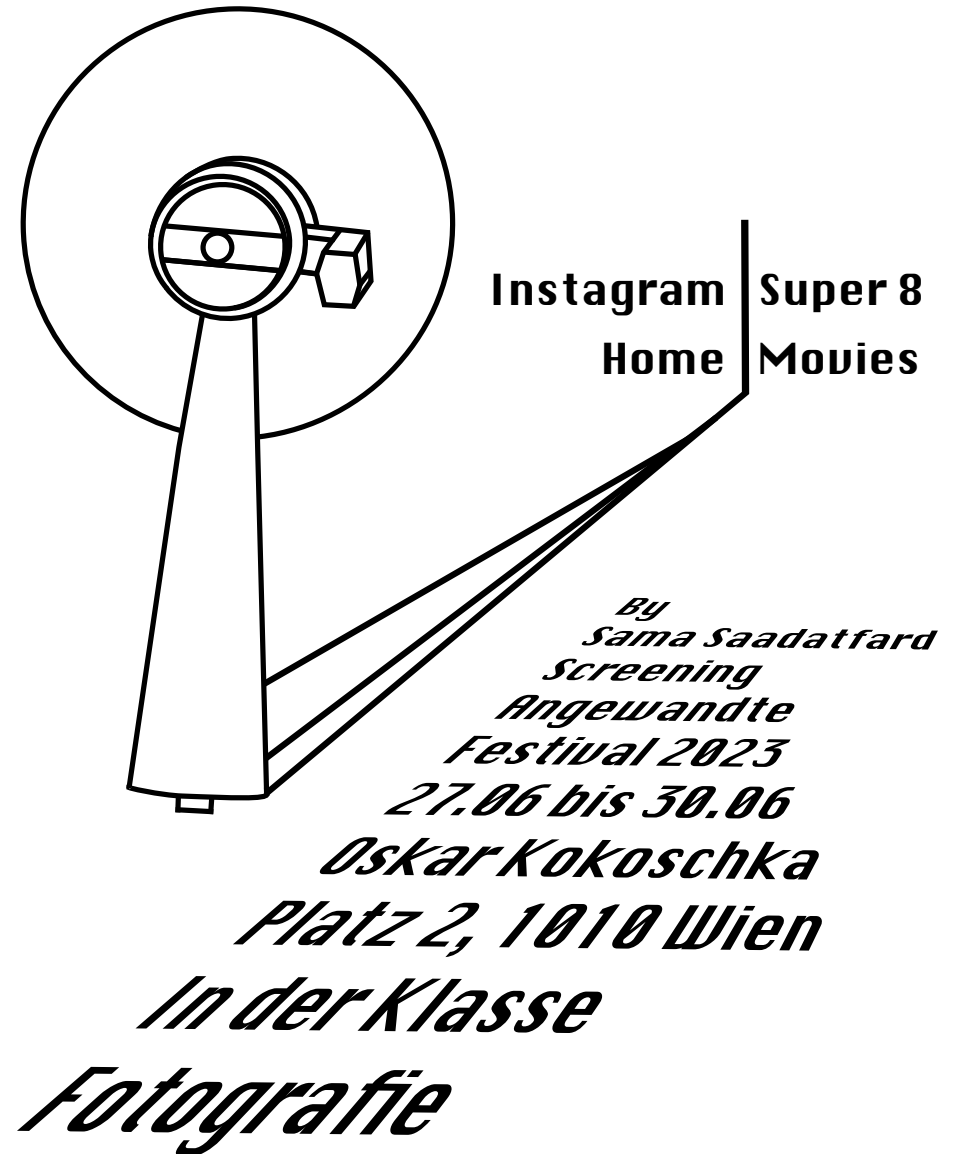 Instagram Super 8
Home Movies
By
Sama Saadatfard
Screening
Angewandte
Festival 2023
27.06 bis 30.06
Oskar Kokoschka
Platz 2, 1010 Wien
In der Klasse
Fotografie